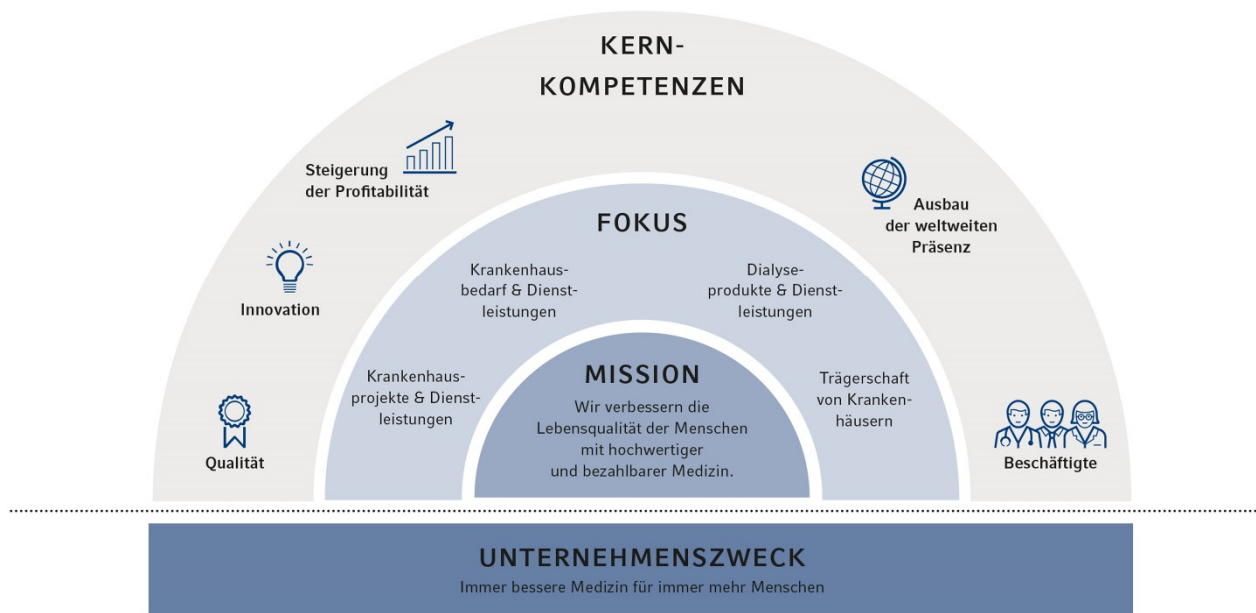 KERN-
KOMPETENZEN
Steigerung
der Profitabilität
Ausbau
der weltweiten
Präsenz
Innovation
Qualität
Beschäftigte
FOKUS
Krankenhaus-
bedarf & Dienst-
leistungen
Dialyse-
produkte & Dienst-
leistungen
Krankenhaus-
projekte & Dienst-
leistungen
Trägerschaft
von Kranken-
häusern
MISSION
Wir verbessern die
Lebensqualität der Menschen
mit hochwertiger
und bezahlbarer Medizin.
UNTERNEHMENSZWECK
Immer bessere Medizin für immer mehr Menschen